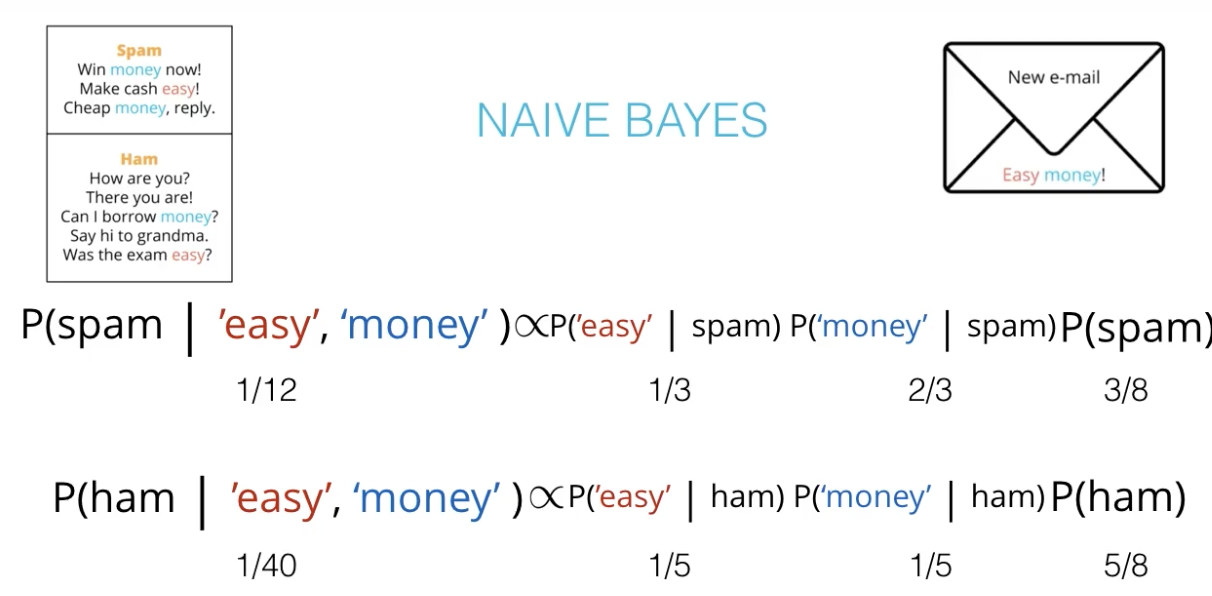 Spam
Win money now!
Make cash easy!
Cheap money, reply.
Ham
How are you?
There you are!
Can I borrow money?
Say hi to grandma.
Was the exam easy?
NAIVE BAYES
New e-mail
Easy money!
P(spam | ’easy’, ‘money’ )∝P(’easy’ | spam) P(‘money’ | spam)P(spam)
1/12 1/3 2/3 3/8
P(ham | ’easy’, ‘money’ )∝P(’easy’ | ham) P(‘money’ | ham)P(ham)
1/40 1/5 1/5 5/8